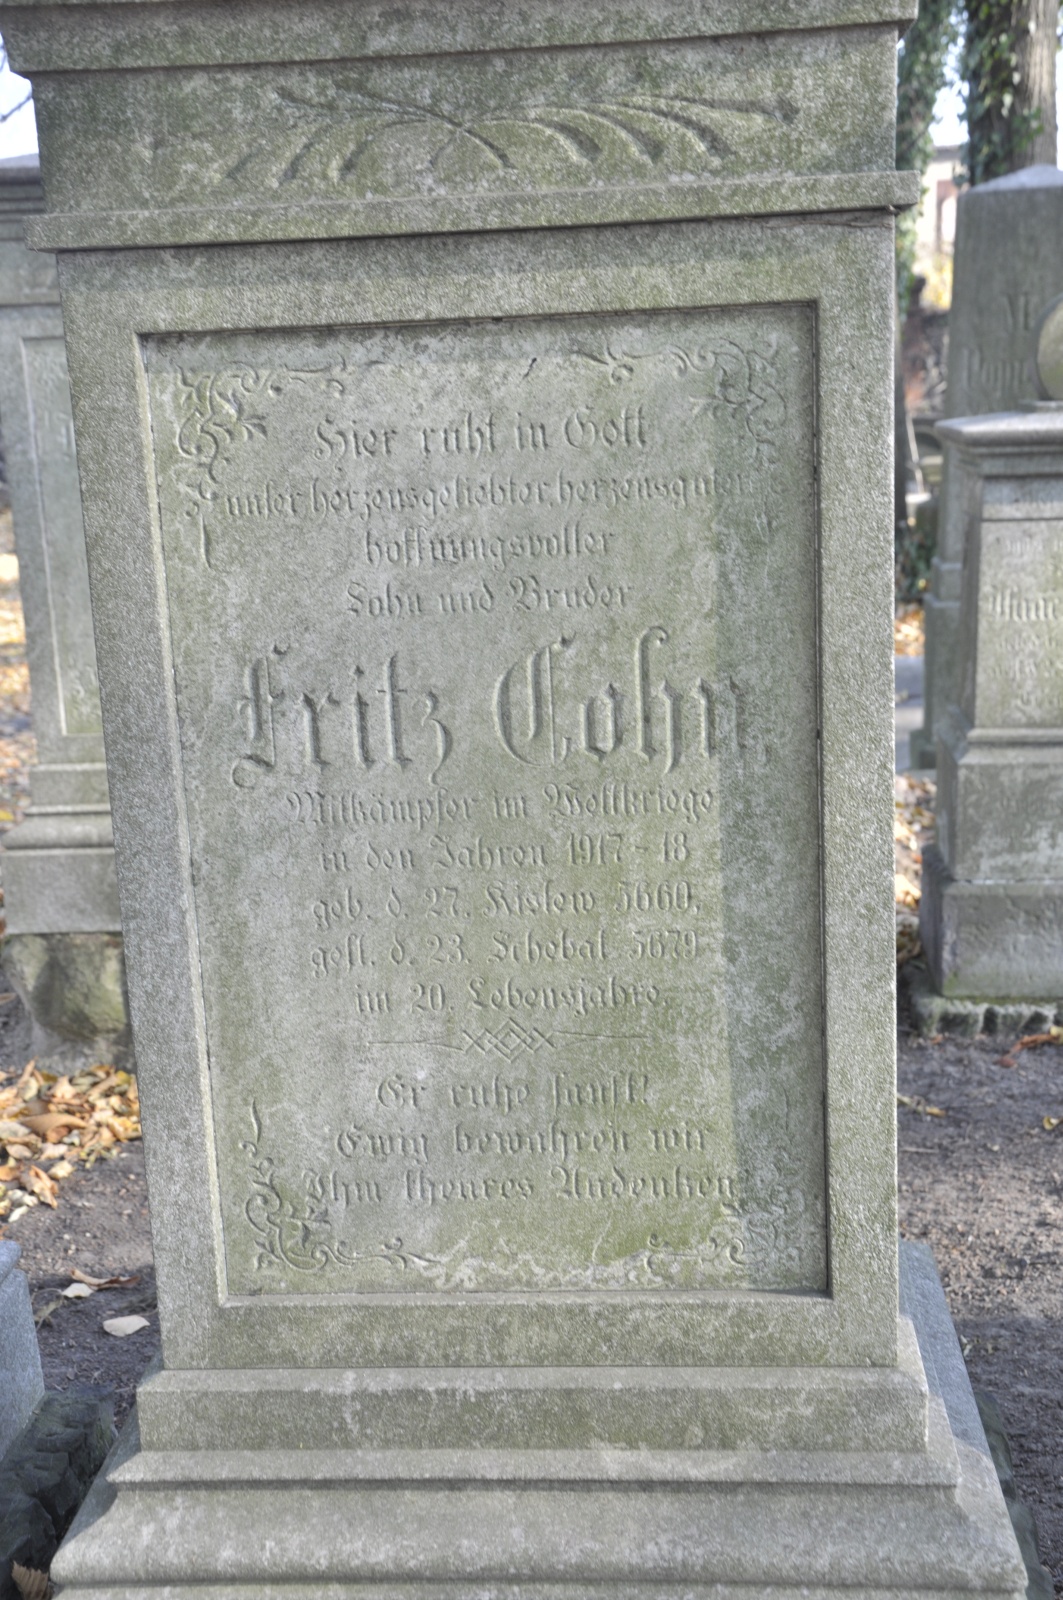 Hier ruht in Gott
unser herzensgeliebter, herzensguter
hoffnungsvoller
Sohn und Bruder
Fritz Cohn
Mitkämpfer im Weltkriege
in den Jahren 1917-18
geb. d. 27. Kislew 5660,
gest. d. 23. Schebat 5679
im 20. Lebensjahre.
Er ruhe sanft!
Ewig bewahren wir
Ihm theures Andenken